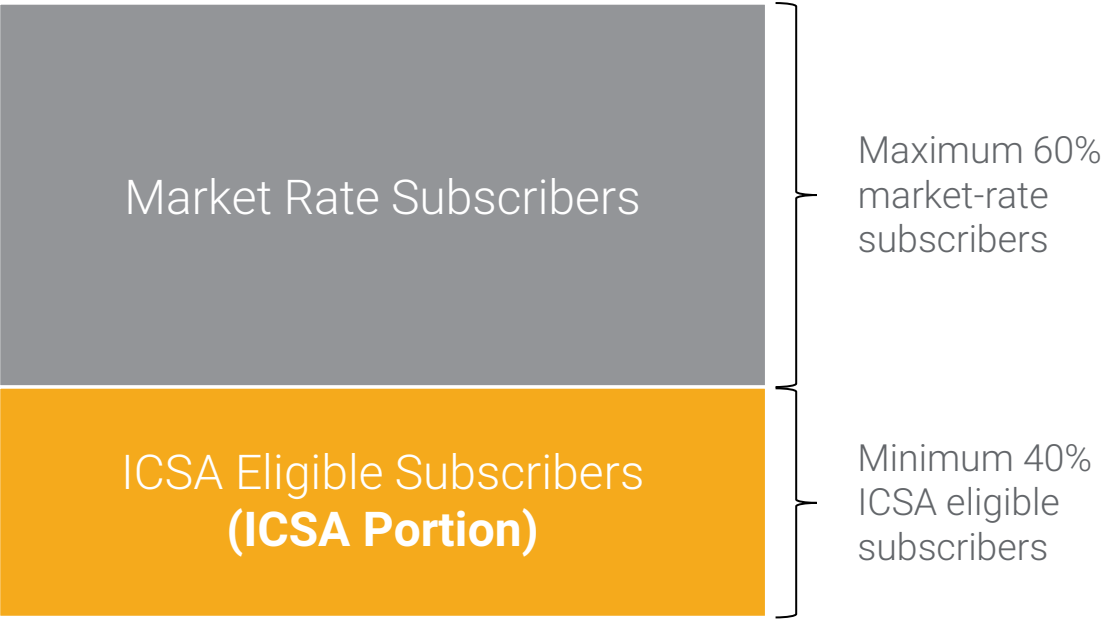 Market Rate Subscribers
Maximum 60%
market-rate
subscribers
ICSA Eligible Subscribers
(ICSA Portion)
Minimum 40%
ICSA eligible
subscribers